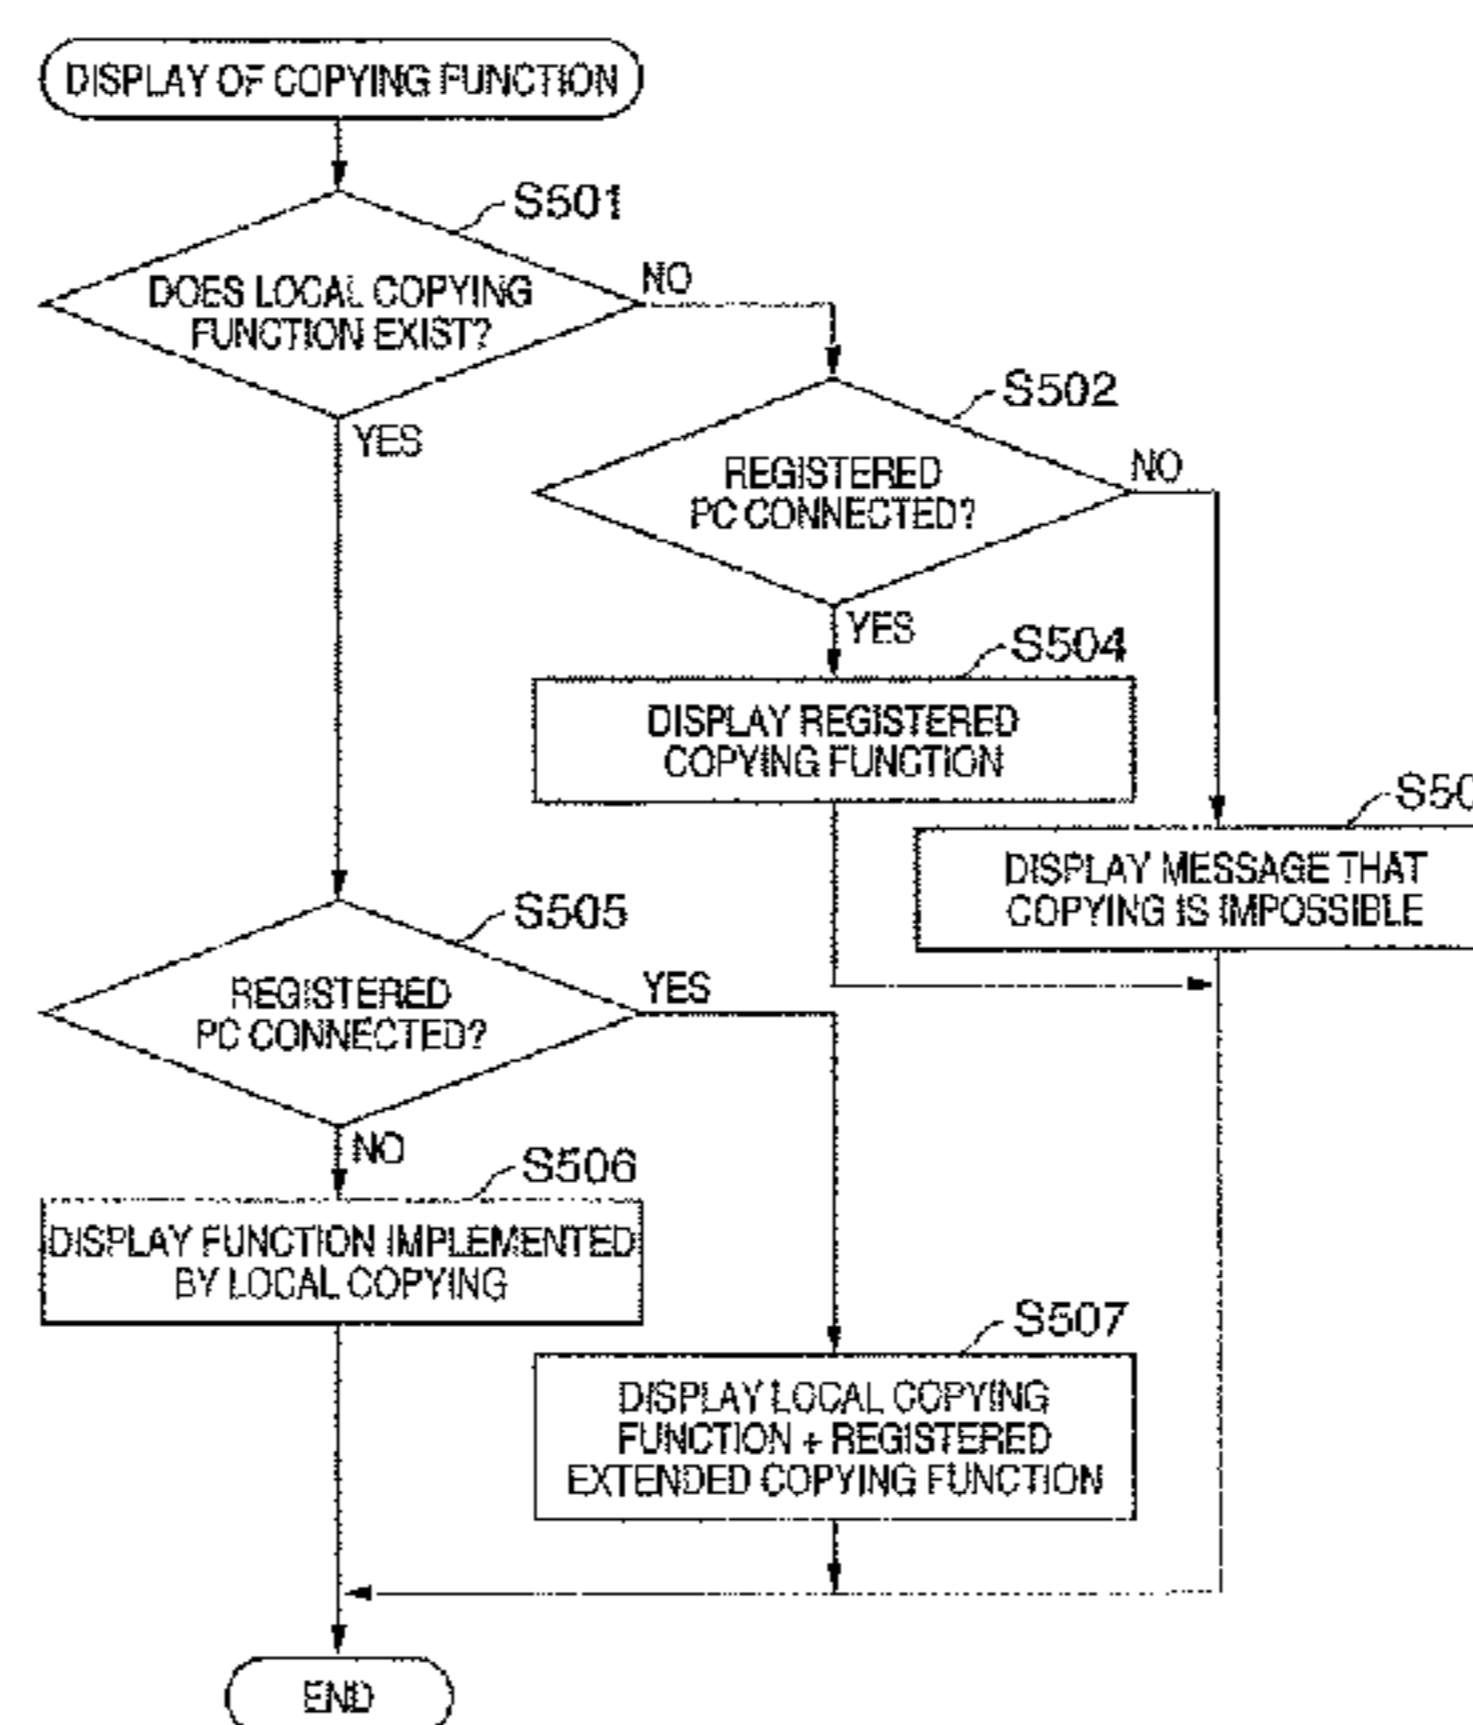 DISPLAY OF COPYING FUNCTION
S501
DOES LOCAL COPYING
FUNCTION EXIST?
NO
YES
S502
REGISTERED
PC CONNECTED?
NO
YES
S504
DISPLAY REGISTERED
COPYING FUNCTION
S50
DISPLAY MESSAGE THAT
COPYING IS IMPOSSIBLE
S505
REGISTERED
PC CONNECTED?
YES
NO
S506
DISPLAY FUNCTION IMPLEMENTED
BY LOCAL COPYING
S507
DISPLAY LOCAL COPYING
FUNCTION + REGISTERED
EXTENDED COPYING FUNCTION
END